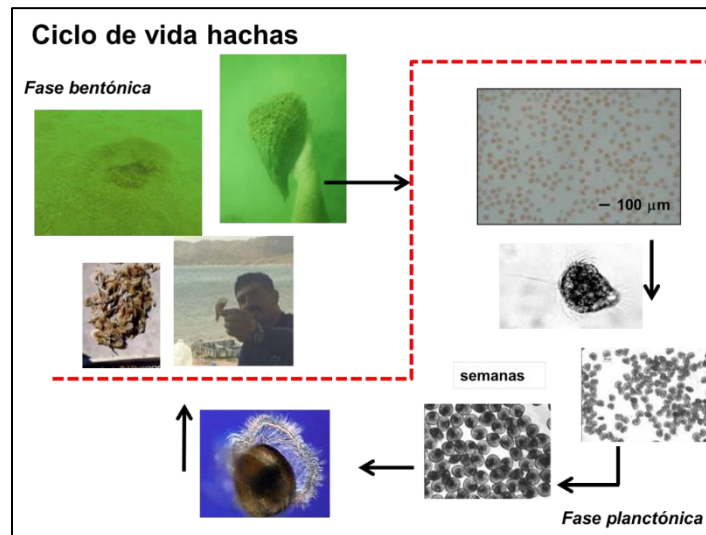 Ciclo de vida hachas
Fase bentónica
– 100 μm
semanas
Fase planctónica